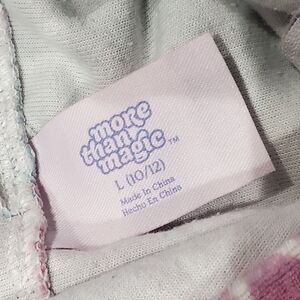 more
than
magic™
L (10/12)
Made in China
Hecho En China